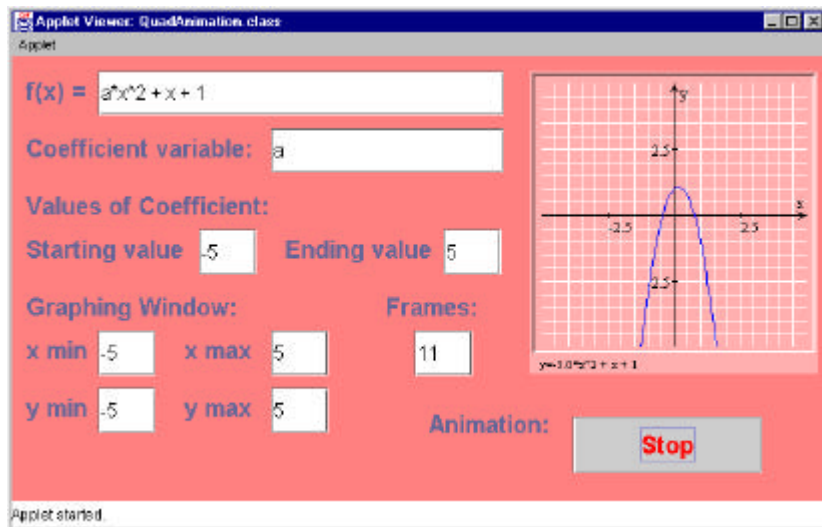 Applet Viewer: QuadAnimation.class
Applet
f(x) = a*x^2 + x + 1
Coefficient variable: a
Values of Coefficient:
Starting value -5 Ending value 5
Graphing Window: Frames:
x min -5 x max 5 11
y min -5 y max 5
Animation: Stop
y
2.5
x
-2.5 2.5
-2.5
+ x + 1
Applet started.